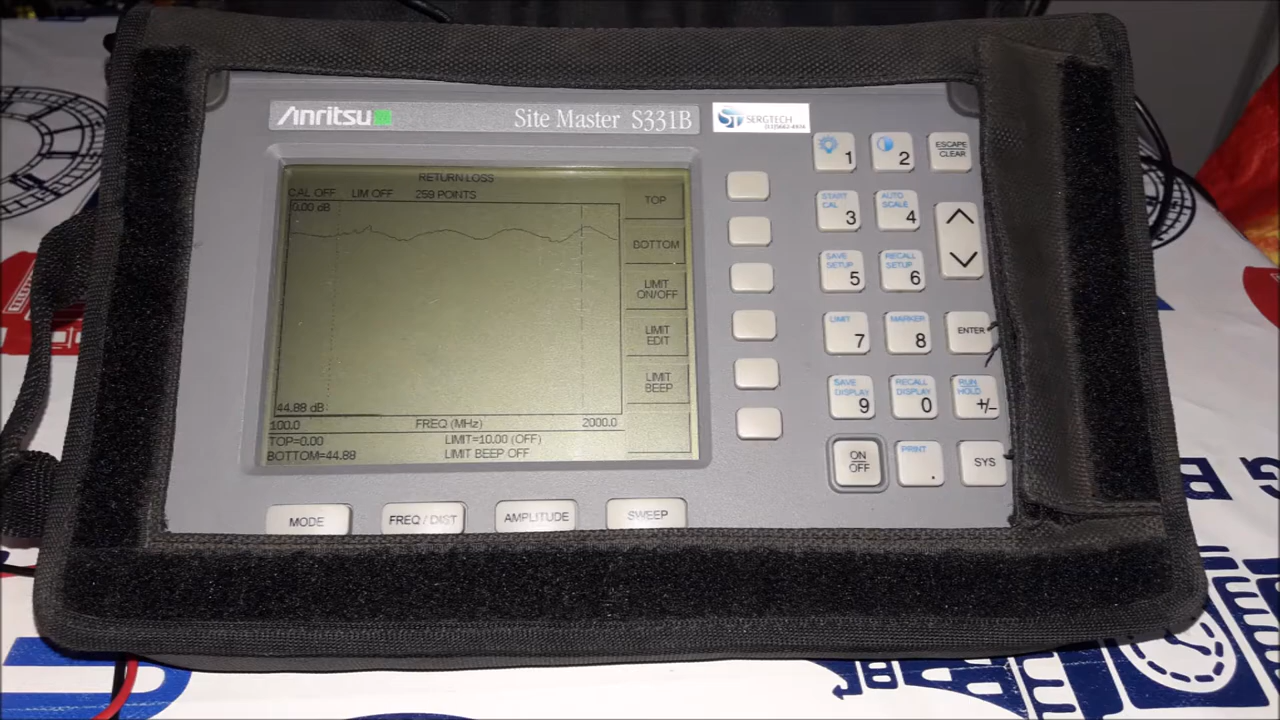 Anritsu
Site Master S331B
SERGTECH
RETURN LOSS
CAL OFF LIM OFF 259 POINTS
0.00 dB
44.88 dB
100.0 FREQ (MHz) 2000.0
TOP=0.00 LIMIT=10.00 (OFF)
BOTTOM=44.88 LIMIT BEEP OFF
TOP
BOTTOM
LIMIT
ON/OFF
LIMIT
EDIT
LIMIT
BEEP
1
2
ESCAPE
CLEAR
START
CAL
3
AUTO
SCALE
4
SAVE
SETUP
5
RECALL
SETUP
6
LIMIT
7
MARKER
8
ENTER
SAVE
DISPLAY
9
RECALL
DISPLAY
0
RUN
HOLD
+/−
ON
OFF
PRINT
.
SYS
MODE
FREQ / DIST
AMPLITUDE
SWEEP